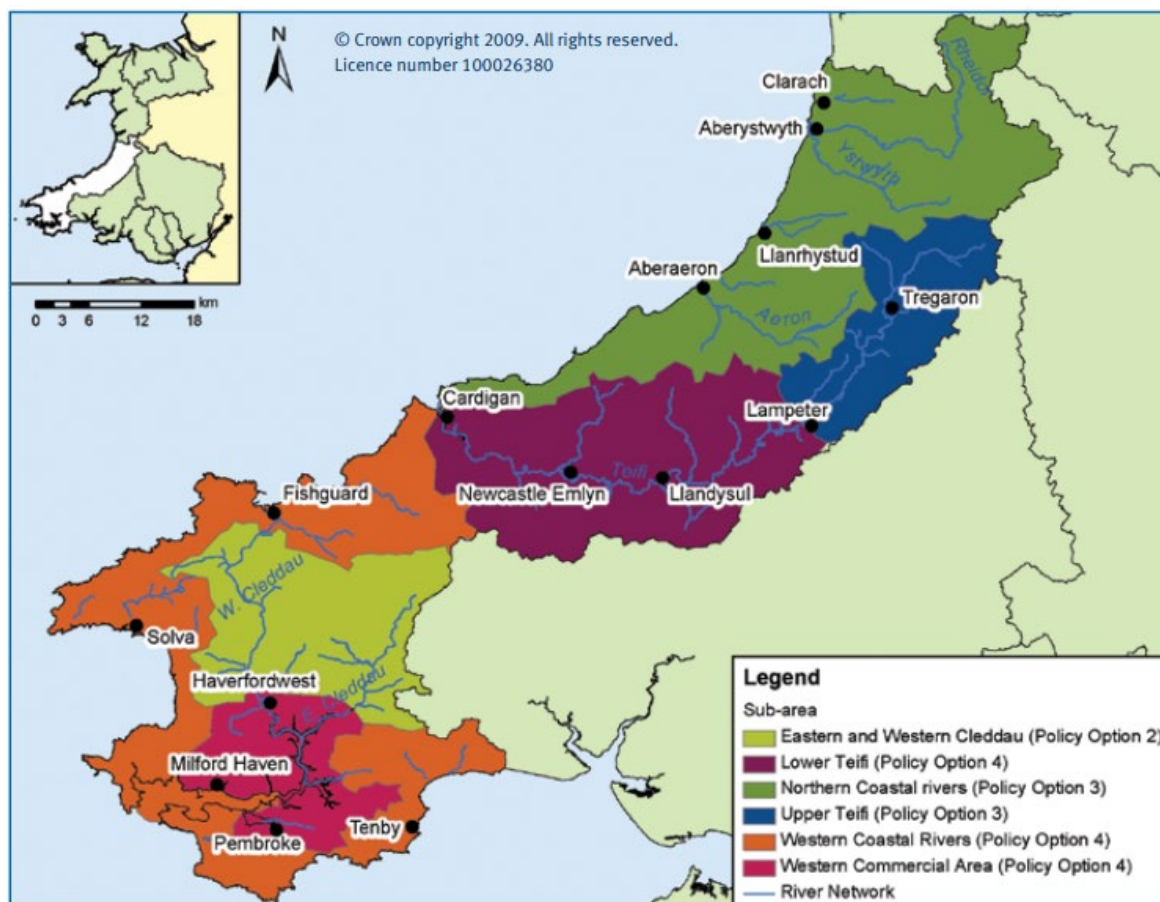 © Crown copyright 2009. All rights reserved.
Licence number 100026380
N
km
0 3 6 12 18
Rheidol
Clarach
Aberystwyth
Ystwyth
Llanrhystud
Aberaeron
Aeron
Tregaron
Cardigan
Lampeter
Teifi
Newcastle Emlyn
Llandysul
Fishguard
W. Cleddau
Solva
Haverfordwest
E. Cleddau
Milford Haven
Pembroke
Tenby
Legend
Sub-area
Eastern and Western Cleddau (Policy Option 2)
Lower Teifi (Policy Option 4)
Northern Coastal rivers (Policy Option 3)
Upper Teifi (Policy Option 3)
Western Coastal Rivers (Policy Option 4)
Western Commercial Area (Policy Option 4)
River Network